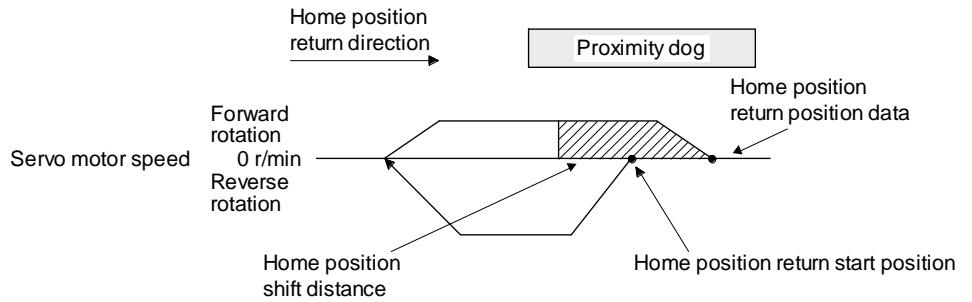 Home position
return direction
Proximity dog
Home position
return position data
Forward
rotation
Servo motor speed
0 r/min
Reverse
rotation
Home position
shift distance
Home position return start position